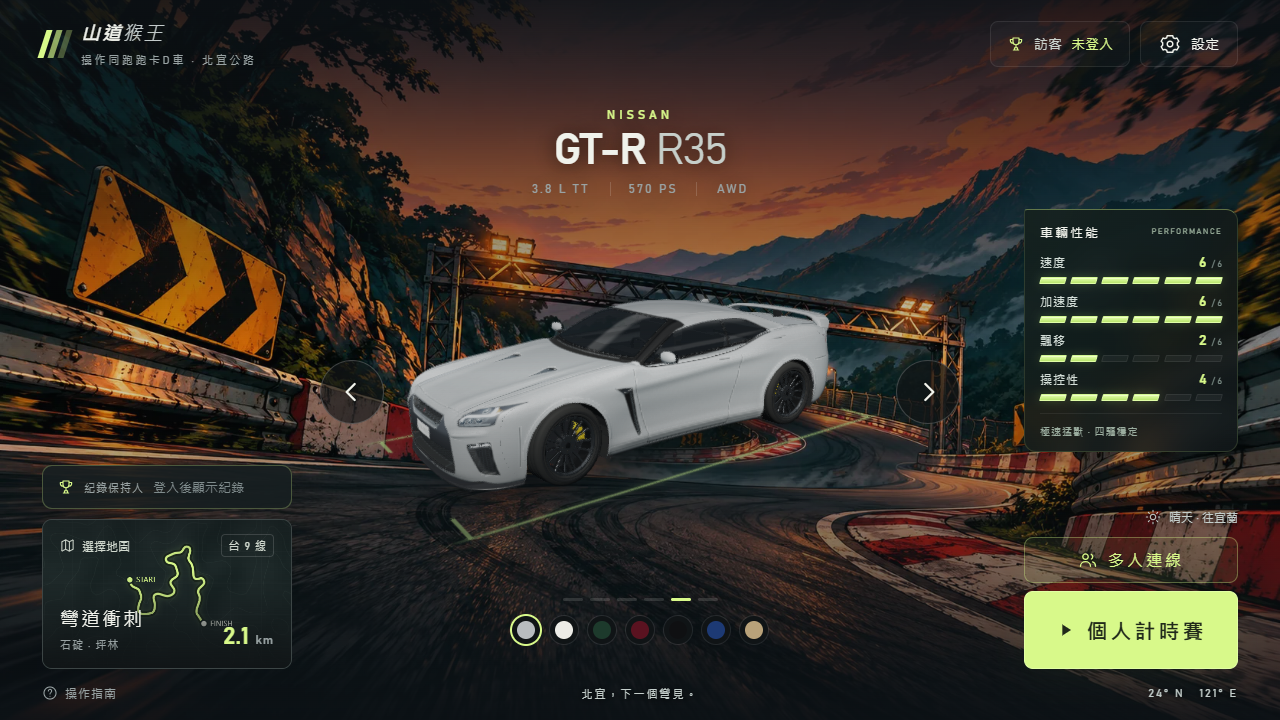 山道猴王
操作同跑跑卡D車 · 北宜公路
訪客 未登入
設定
NISSAN
GT-R R35
3.8 L TT
570 PS
AWD
車輛性能 PERFORMANCE
速度 6 / 6
加速度 6 / 6
飄移 2 / 6
操控性 4 / 6
極速猛獸 · 四驅穩定
紀錄保持人 登入後顯示紀錄
選擇地圖 台 9 線
START
彎道衝刺
FINISH
石碇 · 坪林
2.1 km
晴天 · 往宜蘭
多人連線
個人計時賽
操作指南
北宜，下一個彎見。
24° N 121° E